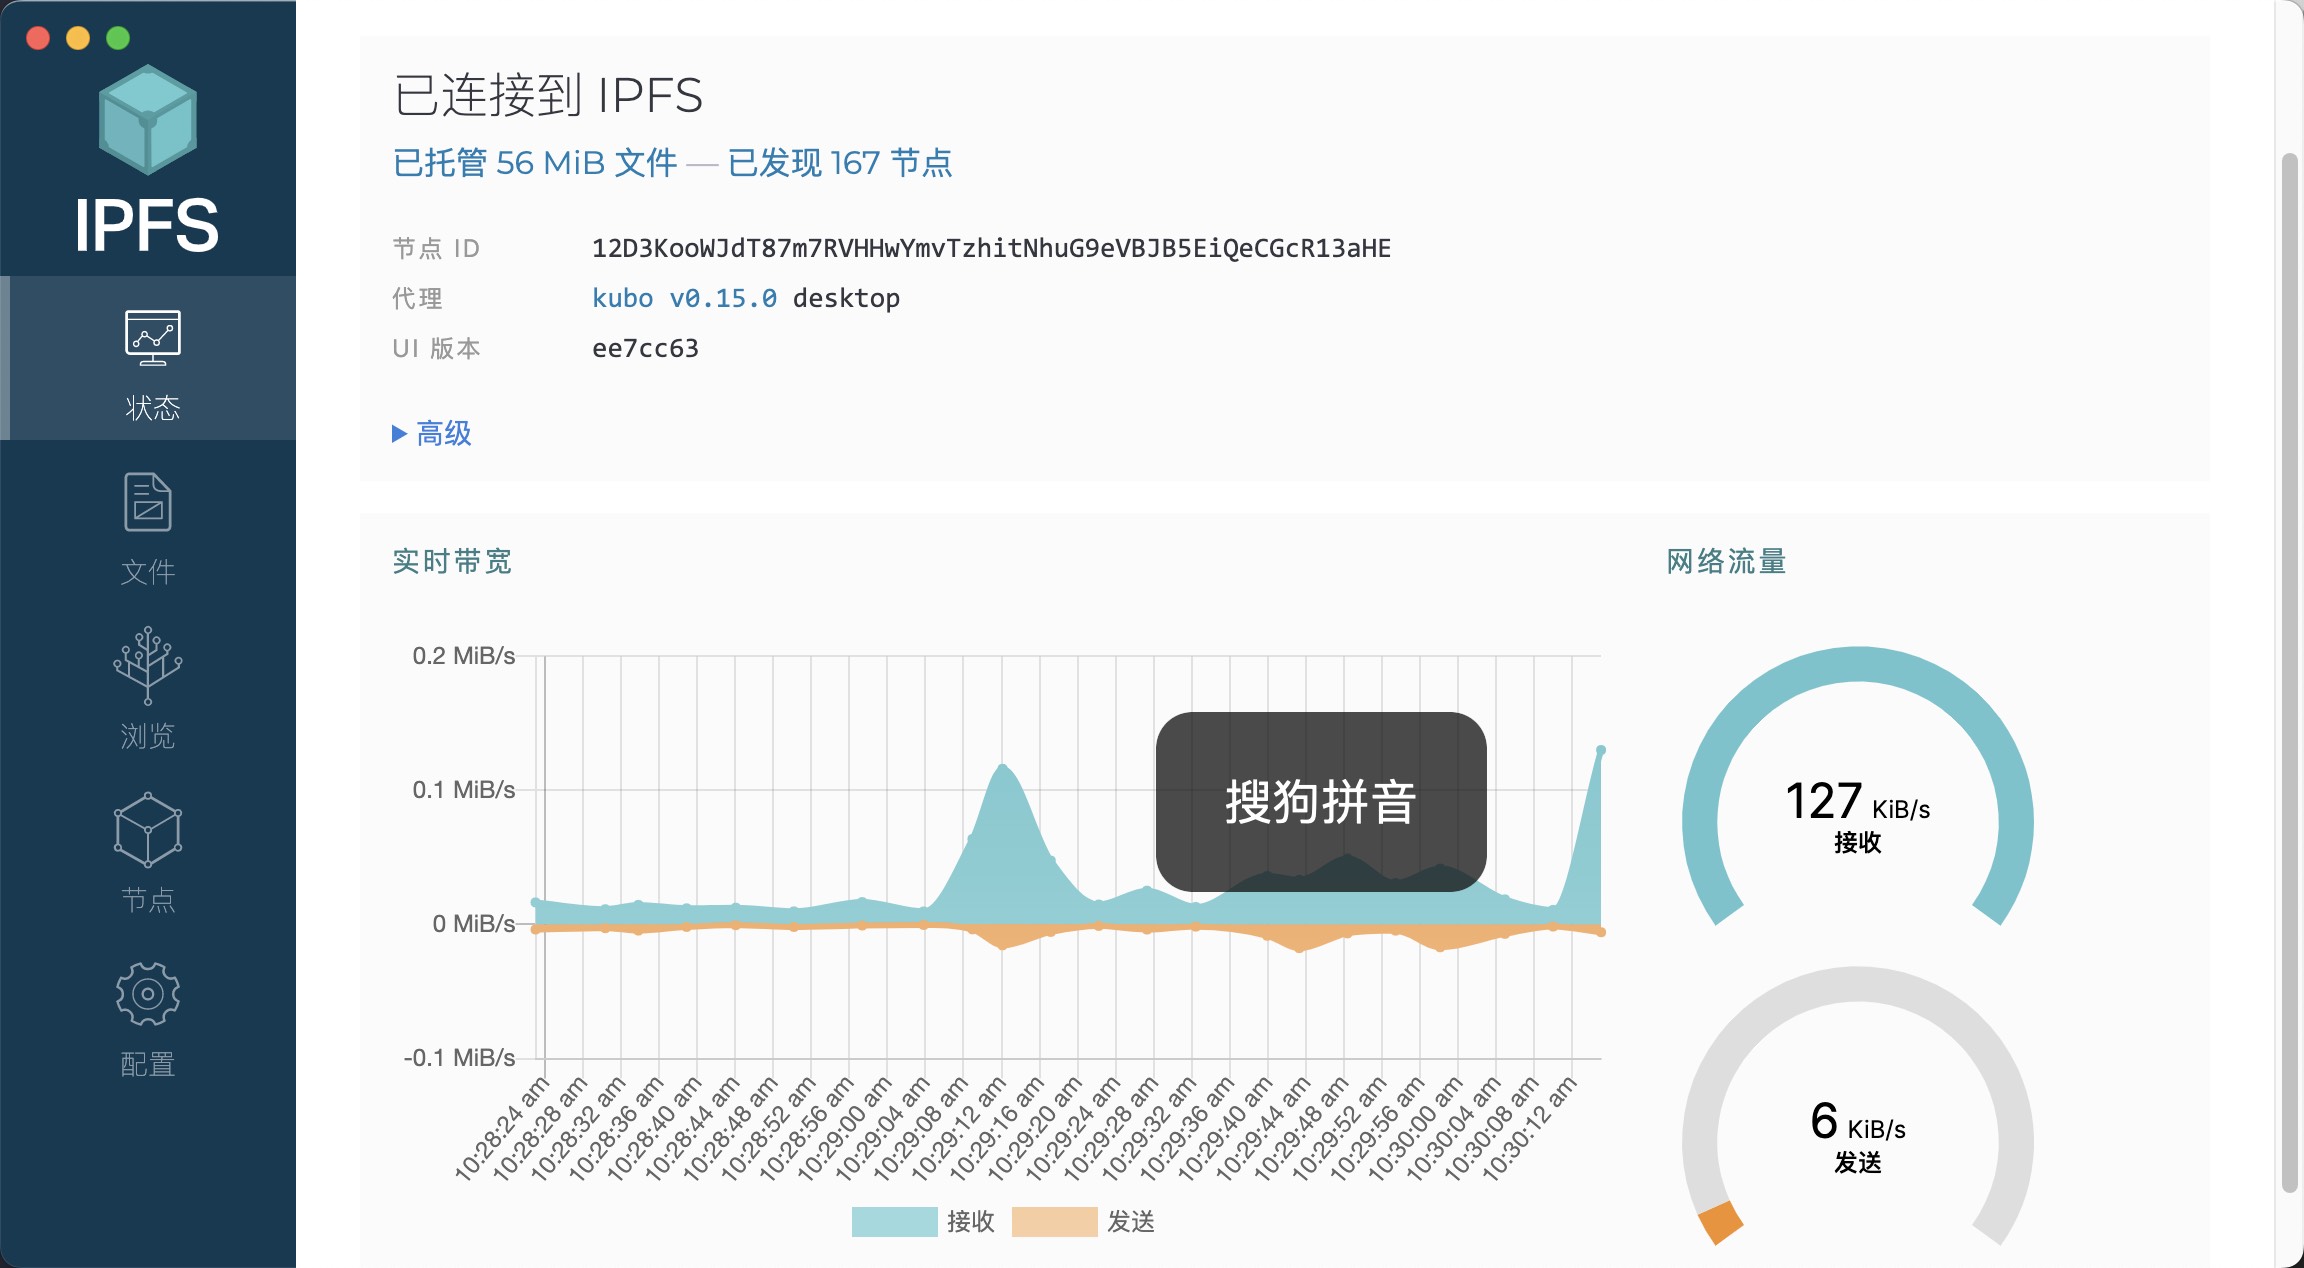 IPFS
状态
文件
浏览
节点
配置
已连接到 IPFS
已托管 56 MiB 文件 — 已发现 167 节点
节点 ID 12D3KooWJdT87m7RVHHwYmvTzhitNhuG9eVBJB5EiQeCGcR13aHE
代理 kubo v0.15.0 desktop
UI 版本 ee7cc63
高级
实时带宽
0.2 MiB/s
0.1 MiB/s
0 MiB/s
-0.1 MiB/s
10:28:24 am
10:28:28 am
10:28:32 am
10:28:36 am
10:28:40 am
10:28:44 am
10:28:48 am
10:28:52 am
10:28:56 am
10:29:00 am
10:29:04 am
10:29:08 am
10:29:12 am
10:29:16 am
10:29:20 am
10:29:24 am
10:29:28 am
10:29:32 am
10:29:36 am
10:29:40 am
10:29:44 am
10:29:48 am
10:29:52 am
10:29:56 am
10:30:00 am
10:30:04 am
10:30:08 am
10:30:12 am
接收 发送
搜狗拼音
网络流量
127 KiB/s
接收
6 KiB/s
发送